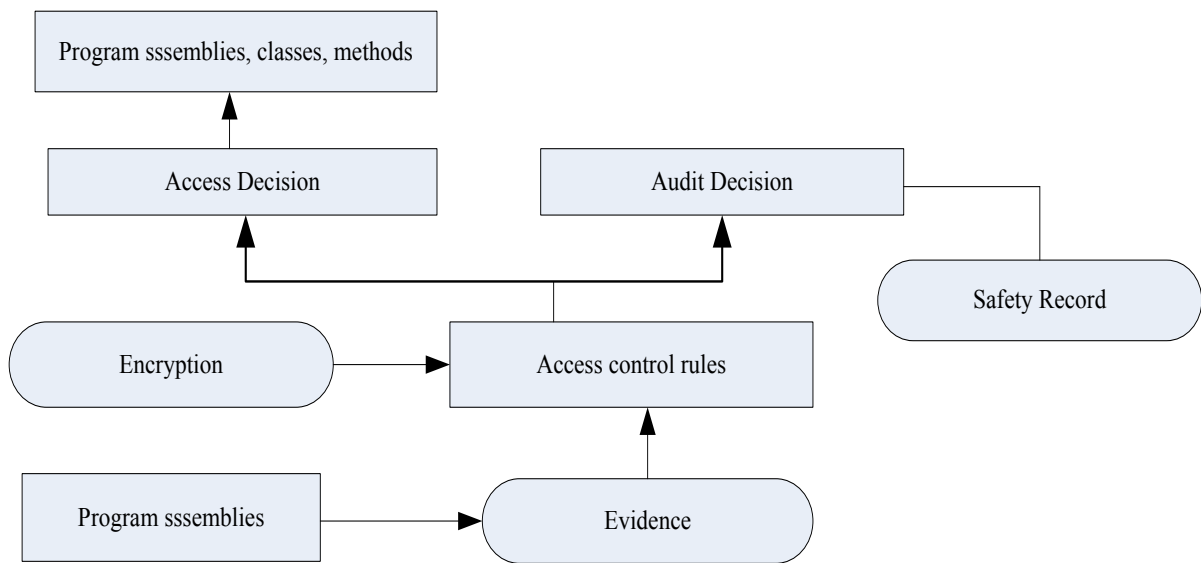 Program sssemblies, classes, methods
Access Decision
Audit Decision
Safety Record
Encryption
Access control rules
Program sssemblies
Evidence